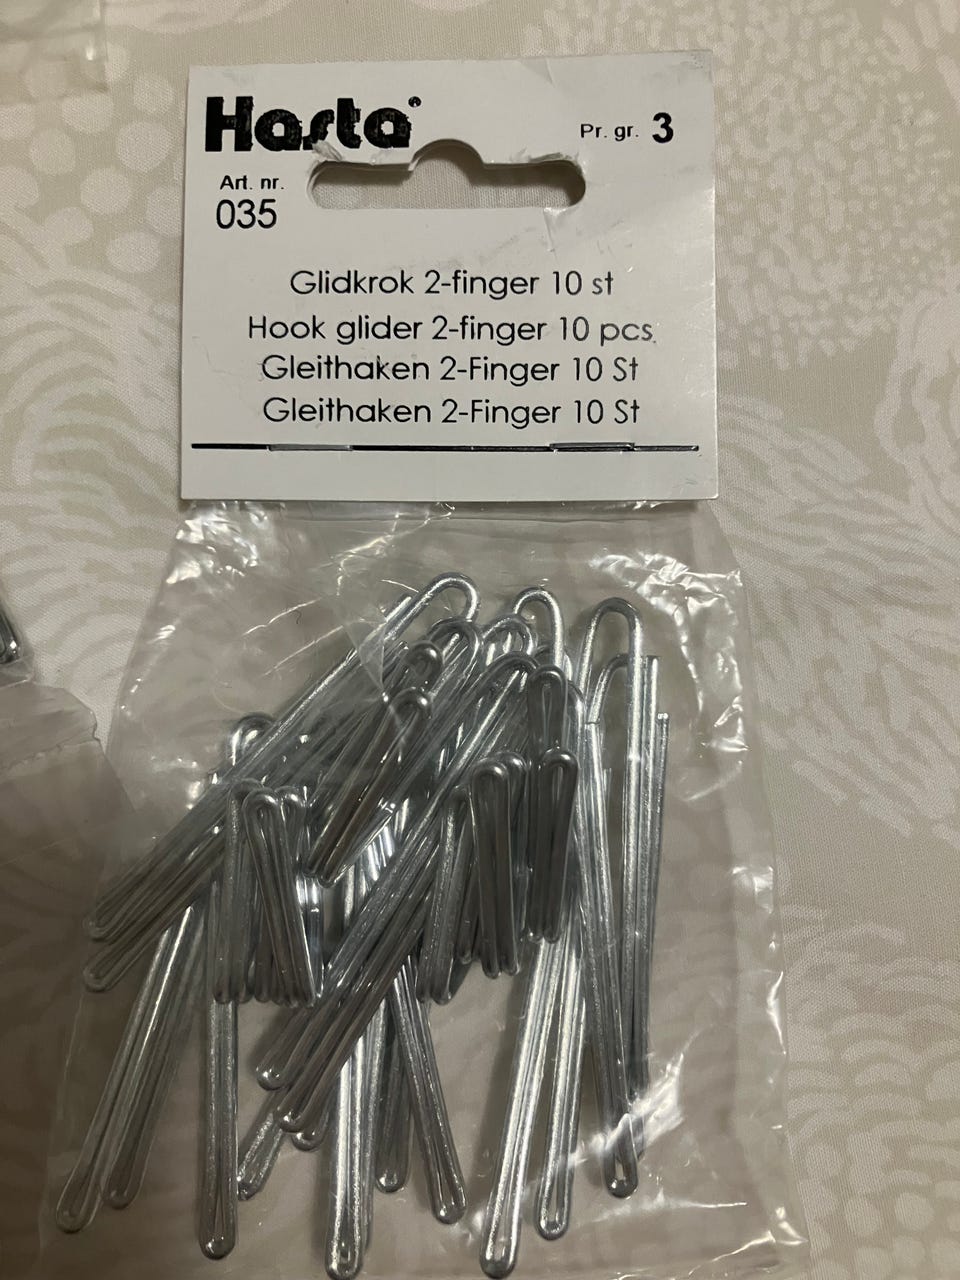 Hasta®
Pr. gr. 3
Art. nr.
035
Glidkrok 2-finger 10 st
Hook glider 2-finger 10 pcs.
Gleithaken 2-Finger 10 St
Gleithaken 2-Finger 10 St